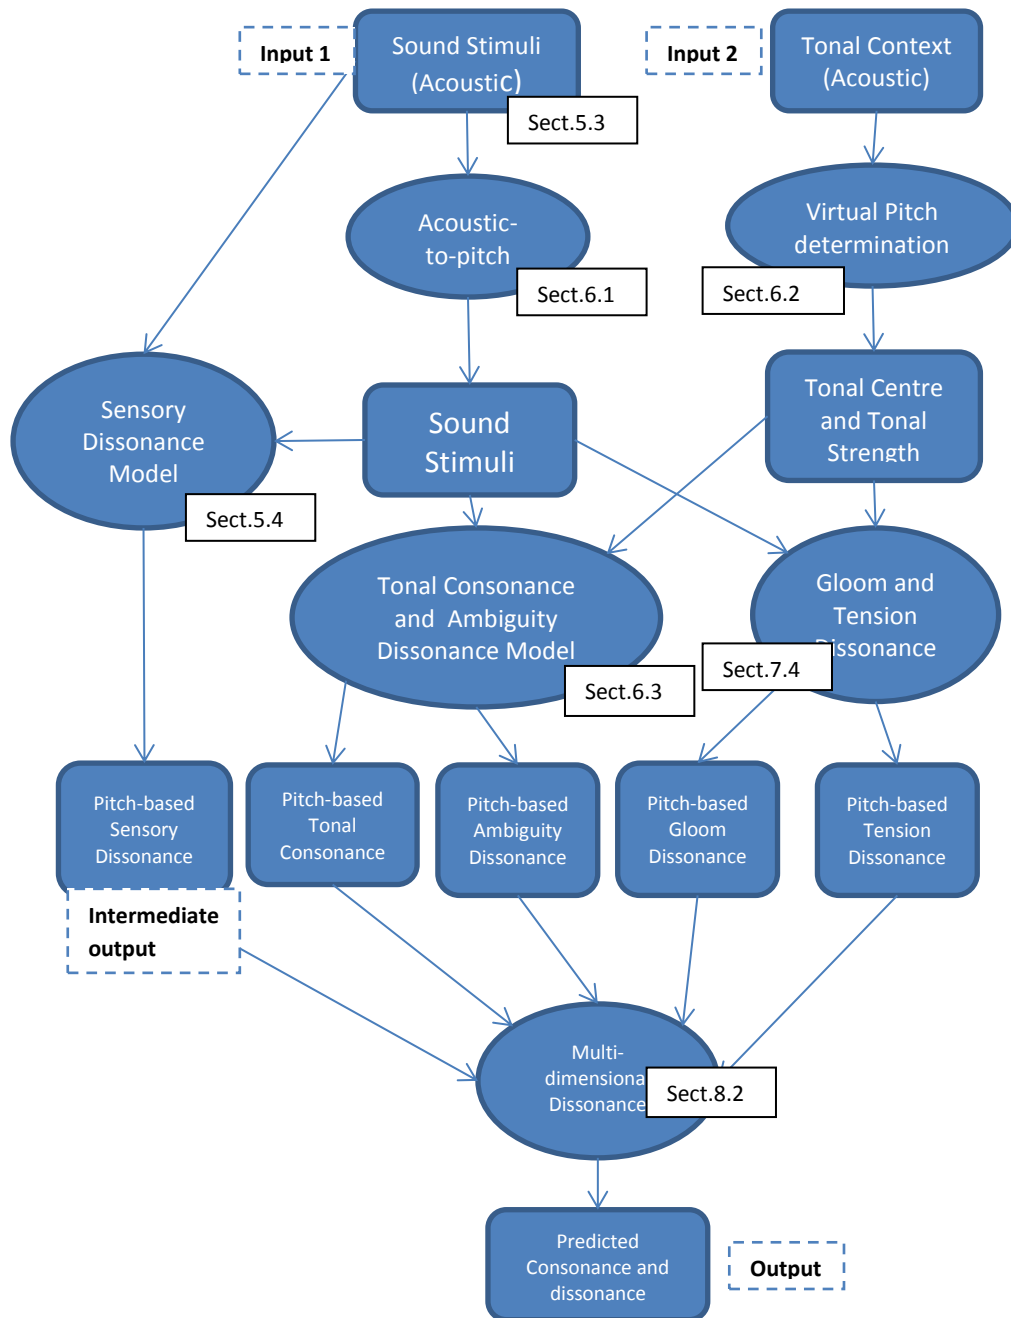 Input 1
Sound Stimuli
(Acoustic)
Sect.5.3
Input 2
Tonal Context
(Acoustic)
Acoustic-
to-pitch
Sect.6.1
Virtual Pitch
determination
Sect.6.2
Sensory
Dissonance
Model
Sect.5.4
Sound
Stimuli
Tonal Centre
and Tonal
Strength
Tonal Consonance
and Ambiguity
Dissonance Model
Sect.6.3
Gloom and
Tension
Dissonance
Sect.7.4
Pitch-based
Sensory
Dissonance
Pitch-based
Tonal
Consonance
Pitch-based
Ambiguity
Dissonance
Pitch-based
Gloom
Dissonance
Pitch-based
Tension
Dissonance
Intermediate
output
Multi-
dimensional
Dissonance
Sect.8.2
Predicted
Consonance and
dissonance
Output